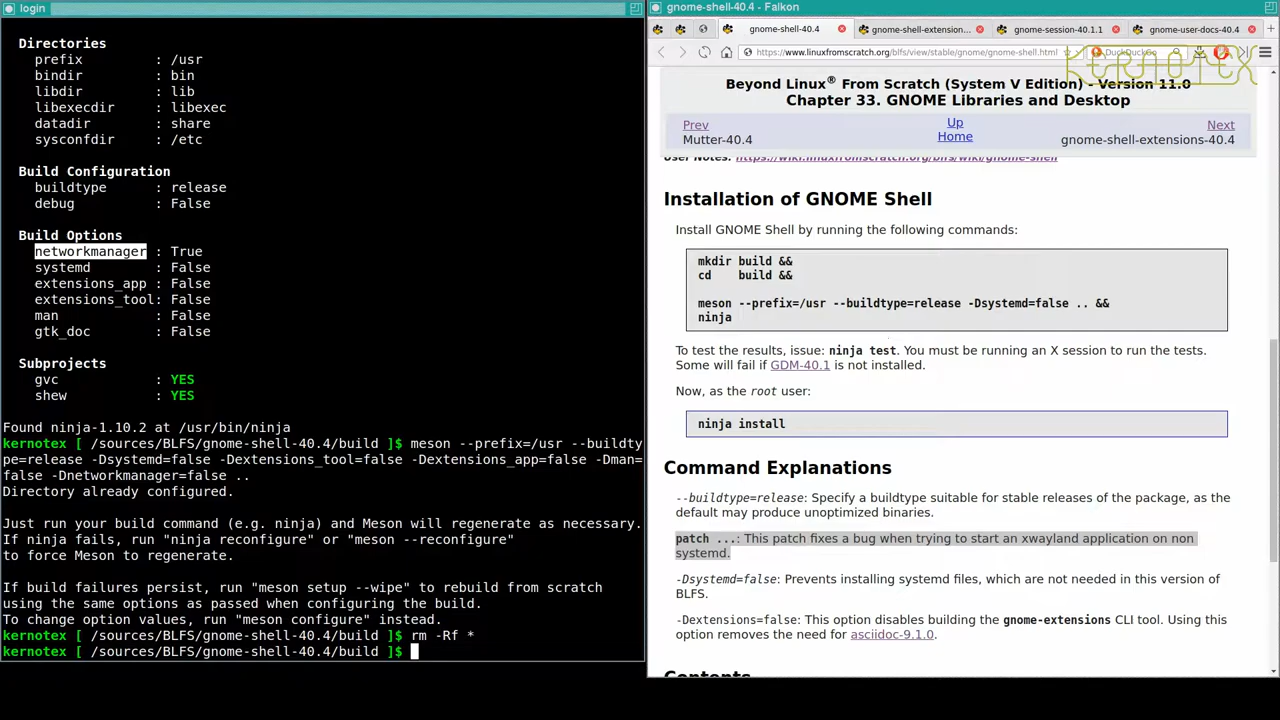 login
Directories
prefix : /usr
bindir : bin
libdir : lib
libexecdir : libexec
datadir : share
sysconfdir : /etc
Build Configuration
buildtype : release
debug : False
Build Options
networkmanager : True
systemd : False
extensions_app : False
extensions_tool: False
man : False
gtk_doc : False
Subprojects
gvc : YES
shew : YES
Found ninja-1.10.2 at /usr/bin/ninja
kernotex [ /sources/BLFS/gnome-shell-40.4/build ]$ meson --prefix=/usr --buildty
pe=release -Dsystemd=false -Dextensions_tool=false -Dextensions_app=false -Dman=
false -Dnetworkmanager=false ..
Directory already configured.
Just run your build command (e.g. ninja) and Meson will regenerate as necessary.
If ninja fails, run "ninja reconfigure" or "meson --reconfigure"
to force Meson to regenerate.
If build failures persist, run "meson setup --wipe" to rebuild from scratch
using the same options as passed when configuring the build.
To change option values, run "meson configure" instead.
kernotex [ /sources/BLFS/gnome-shell-40.4/build ]$ rm -Rf *
kernotex [ /sources/BLFS/gnome-shell-40.4/build ]$
gnome-shell-40.4 - Falkon
gnome-shell-40.4
gnome-shell-extension...
gnome-session-40.1.1
gnome-user-docs-40.4
https://www.linuxfromscratch.org/blfs/view/stable/gnome/gnome-shell.html
DuckDuckGo
KERNOTEX
Beyond Linux® From Scratch (System V Edition) - Version 11.0
Chapter 33. GNOME Libraries and Desktop
Prev
Up
Next
Mutter-40.4
Home
gnome-shell-extensions-40.4
User Notes: https://wiki.linuxfromscratch.org/blfs/wiki/gnome-shell
Installation of GNOME Shell
Install GNOME Shell by running the following commands:
mkdir build &&
cd build &&
meson --prefix=/usr --buildtype=release -Dsystemd=false .. &&
ninja
To test the results, issue: ninja test. You must be running an X session to run the tests.
Some will fail if GDM-40.1 is not installed.
Now, as the root user:
ninja install
Command Explanations
--buildtype=release: Specify a buildtype suitable for stable releases of the package, as the
default may produce unoptimized binaries.
patch ...: This patch fixes a bug when trying to start an xwayland application on non
systemd.
-Dsystemd=false: Prevents installing systemd files, which are not needed in this version of
BLFS.
-Dextensions=false: This option disables building the gnome-extensions CLI tool. Using this
option removes the need for asciidoc-9.1.0.
Contents